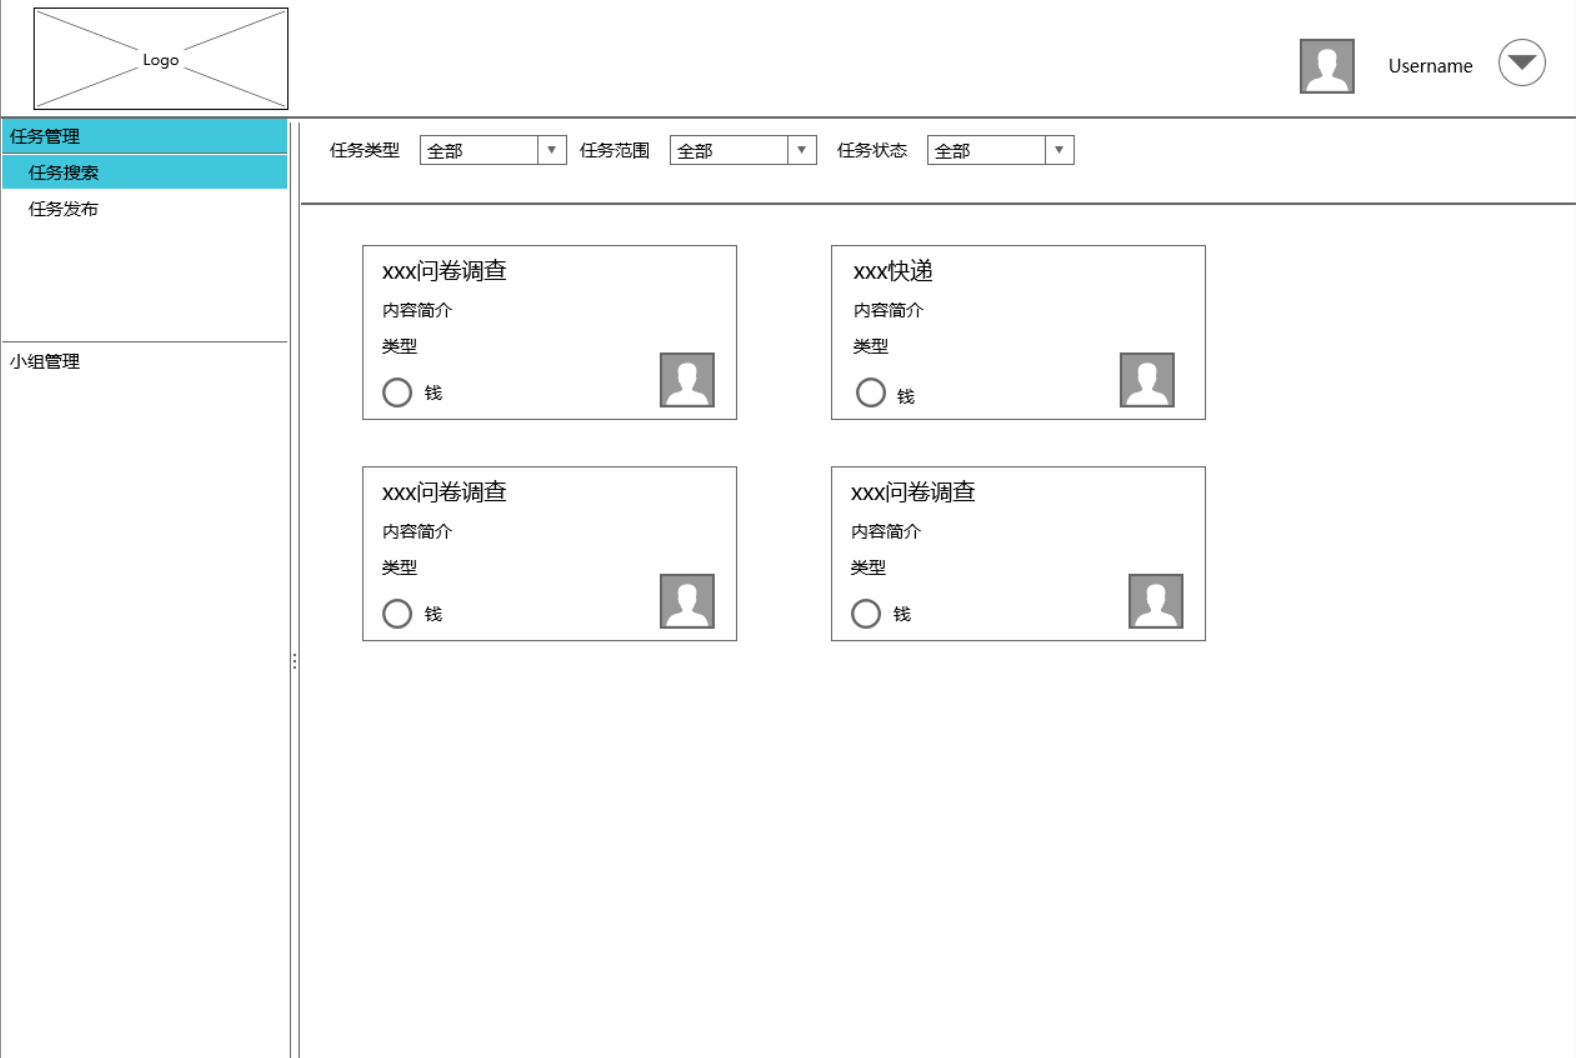 Logo
Username
任务管理
任务搜索
任务发布
小组管理
任务类型 全部 任务范围 全部 任务状态 全部
xxx问卷调查
内容简介
类型
钱
xxx快递
内容简介
类型
钱
xxx问卷调查
内容简介
类型
钱
xxx问卷调查
内容简介
类型
钱